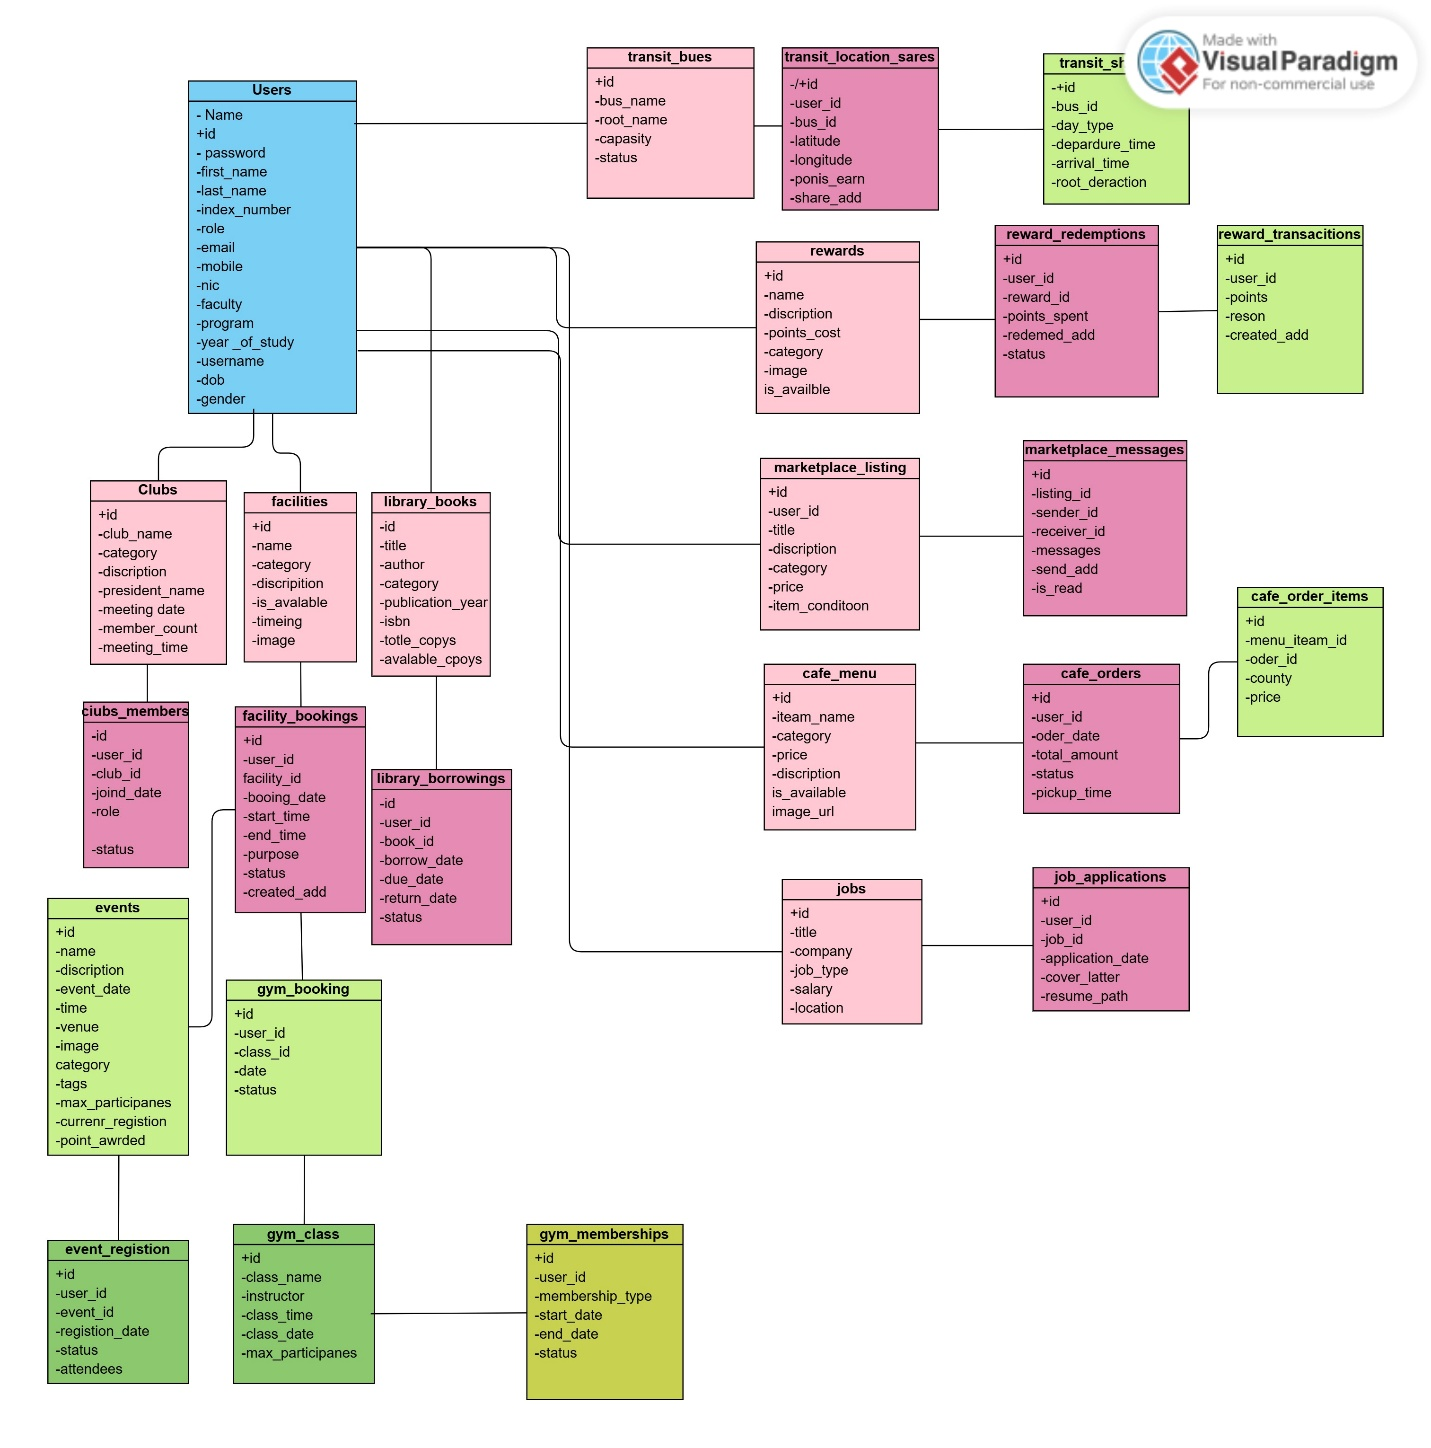 Made with
Visual Paradigm
For non-commercial use
Users
- Name
+id
- password
-first_name
-last_name
-index_number
-role
-email
-mobile
-nic
-faculty
-program
-year _of_study
-username
-dob
-gender
transit_bues
+id
-bus_name
-root_name
-capasity
-status
transit_location_sares
-/+id
-user_id
-bus_id
-latitude
-longitude
-ponis_earn
-share_add
-+id
-bus_id
-day_type
-depardure_time
-arrival_time
-root_deraction
rewards
+id
-name
-discription
-points_cost
-category
-image
is_availble
reward_redemptions
+id
-user_id
-reward_id
-points_spent
-redemed_add
-status
reward_transacitions
+id
-user_id
-points
-reson
-created_add
marketplace_listing
+id
-user_id
-title
-discription
-category
-price
-item_conditoon
marketplace_messages
+id
-listing_id
-sender_id
-receiver_id
-messages
-send_add
-is_read
Clubs
+id
-club_name
-category
-discription
-president_name
-meeting date
-member_count
-meeting_time
facilities
+id
-name
-category
-discripition
-is_avalable
-timeing
-image
library_books
-id
-title
-author
-category
-publication_year
-isbn
-totle_copys
-avalable_cpoys
cafe_menu
+id
-iteam_name
-category
-price
-discription
is_available
image_url
cafe_orders
+id
-user_id
-oder_date
-total_amount
-status
-pickup_time
cafe_order_items
+id
-menu_iteam_id
-oder_id
-county
-price
ciubs_members
-id
-user_id
-club_id
-joind_date
-role
-status
facility_bookings
+id
-user_id
facility_id
-booing_date
-start_time
-end_time
-purpose
-status
-created_add
library_borrowings
-id
-user_id
-book_id
-borrow_date
-due_date
-return_date
-status
jobs
+id
-title
-company
-job_type
-salary
-location
job_applications
+id
-user_id
-job_id
-application_date
-cover_latter
-resume_path
events
+id
-name
-discription
-event_date
-time
-venue
-image
category
-tags
-max_participanes
-currenr_registion
-point_awrded
gym_booking
+id
-user_id
-class_id
-date
-status
event_registion
+id
-user_id
-event_id
-registion_date
-status
-attendees
gym_class
+id
-class_name
-instructor
-class_time
-class_date
-max_participanes
gym_memberships
+id
-user_id
-membership_type
-start_date
-end_date
-status